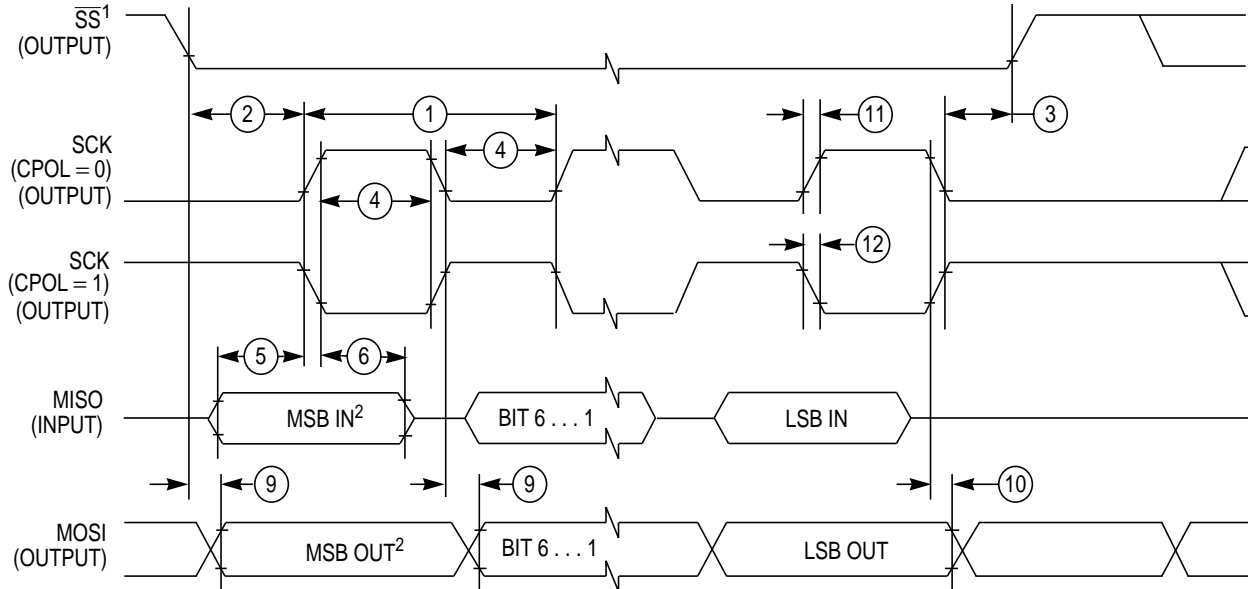 SS¹
(OUTPUT)
2
1
11
3
SCK
(CPOL = 0)
(OUTPUT)
4
4
12
SCK
(CPOL = 1)
(OUTPUT)
5
6
MISO
(INPUT)
MSB IN²
BIT 6 . . . 1
LSB IN
9
9
10
MOSI
(OUTPUT)
MSB OUT²
BIT 6 . . . 1
LSB OUT